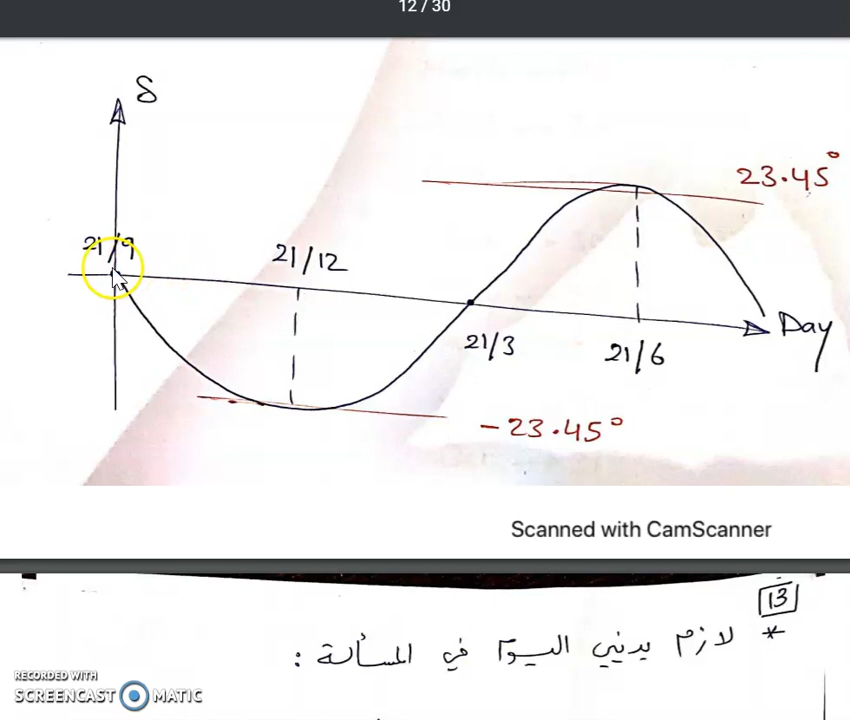 12 / 30
δ
23.45°
21/9
21/12
Day
21/3
21/6
-23.45°
Scanned with CamScanner
13
* لازم يديني اليوم في المسألة :
RECORDED WITH
SCREENCAST MATIC